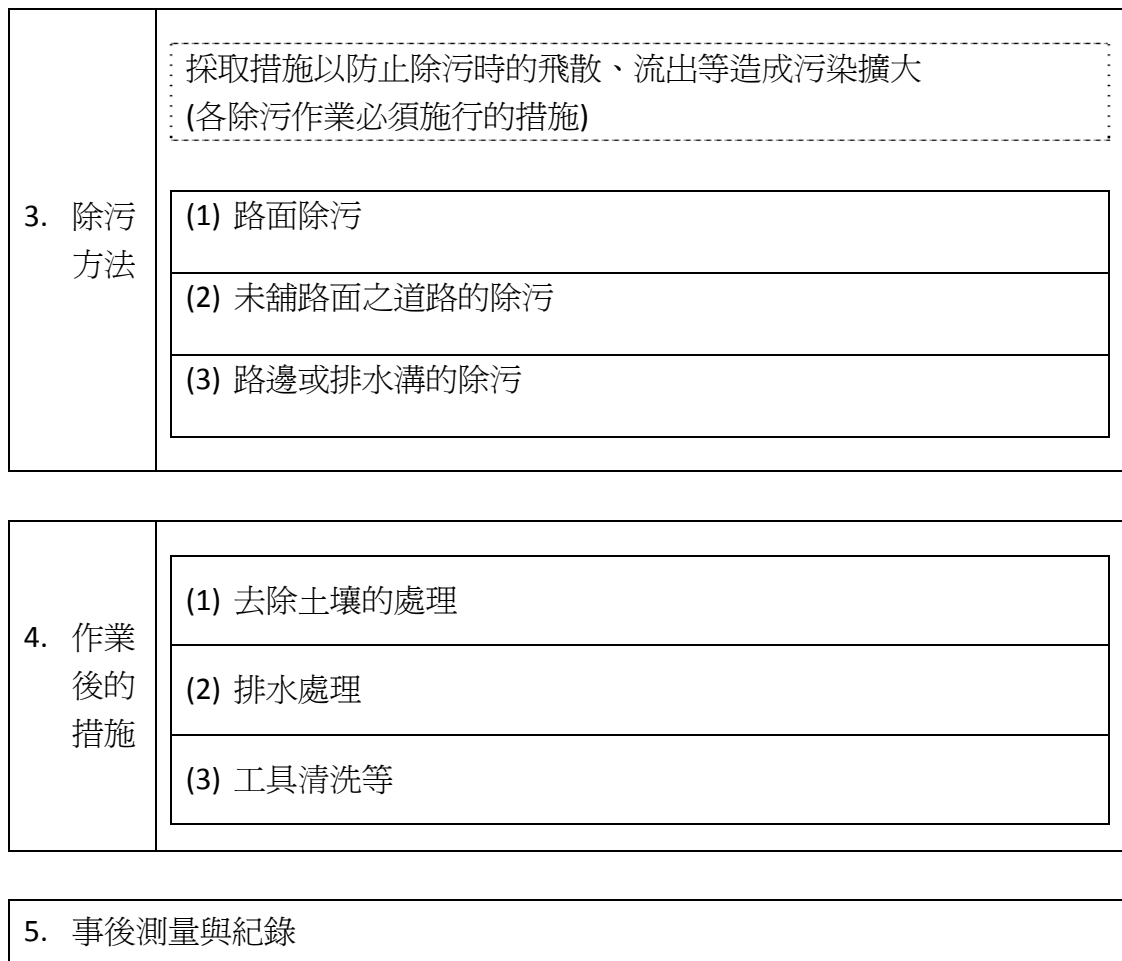 採取措施以防止除污時的飛散、流出等造成污染擴大
(各除污作業必須施行的措施)
3. 除污
方法
(1) 路面除污
(2) 未舖路面之道路的除污
(3) 路邊或排水溝的除污
4. 作業
後的
措施
(1) 去除土壤的處理
(2) 排水處理
(3) 工具清洗等
5. 事後測量與紀錄